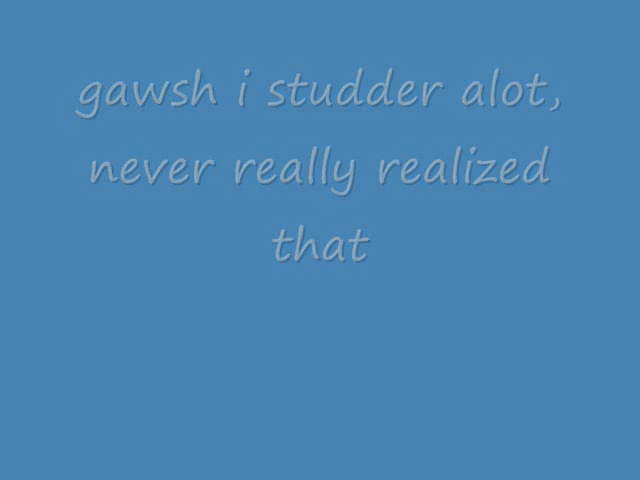 gawsh i studder alot,
never really realized
that